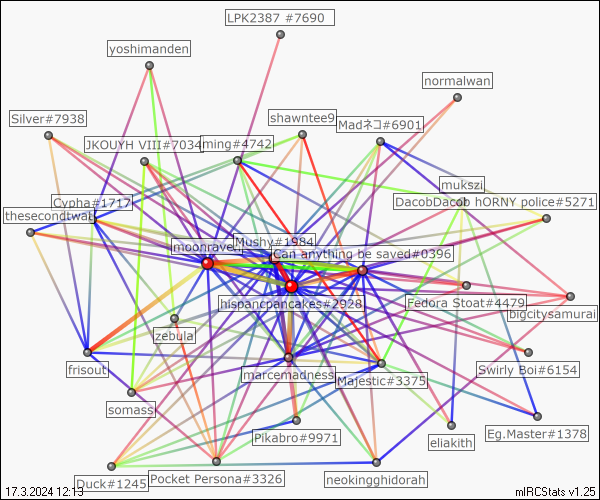 LPK2387 #7690
yoshimanden
normalwan
Silver#7938
shawntee9
Madネコ#6901
JKOUYH VIII#7034
ming#4742
mukszi
Cypha#1717
DacobDacob hORNY police#5271
thesecondtwat
Mushy#1984
moonraven
Can anything be saved#0396
hispancpancakes#2928
Fedora Stoat#4479
bigcitysamurai
zebula
frisout
marcemadness
Majestic#3375
Swirly Boi#6154
somass
Pikabro#9971
eliakith
Eg.Master#1378
Duck#1245
Pocket Persona#3326
neokingghidorah
17.3.2024 12:13
mIRCStats v1.25